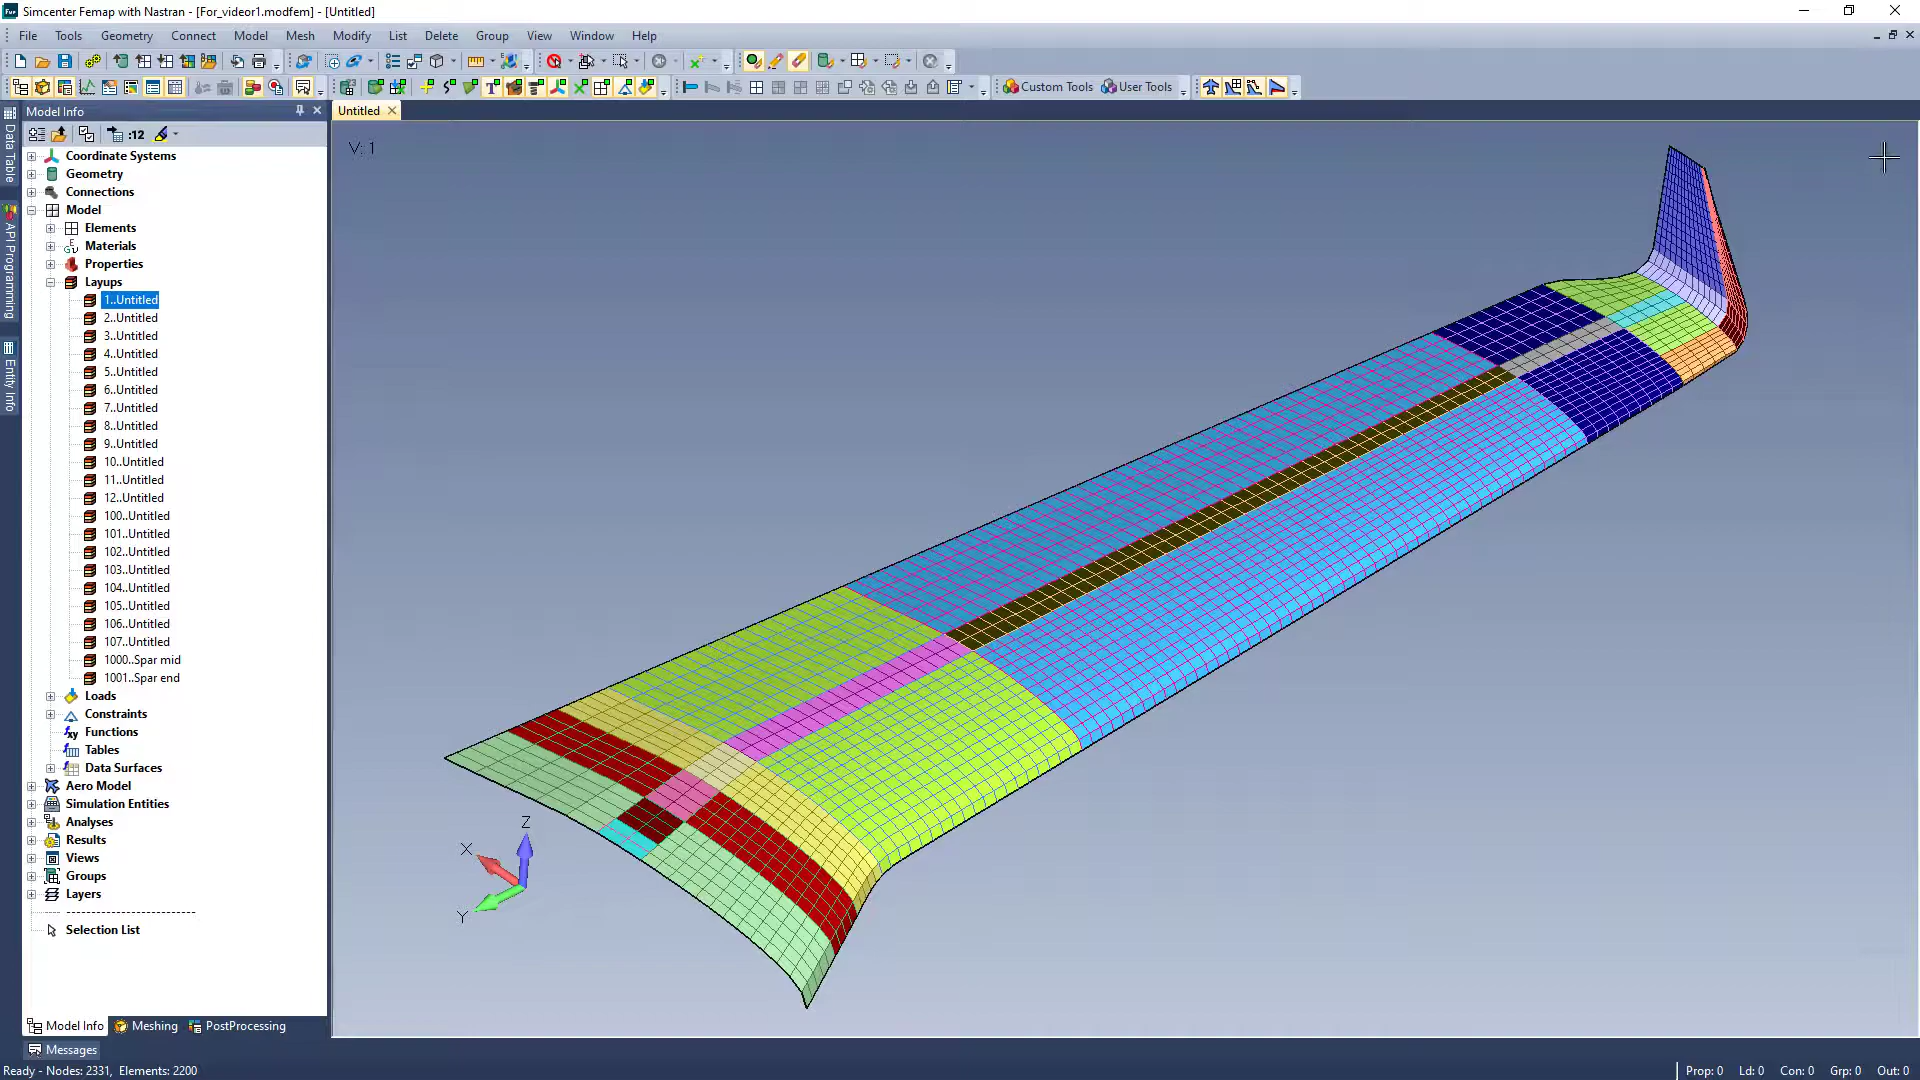 Simcenter Femap with Nastran - [For_videor1.modfem] - [Untitled]
File Tools Geometry Connect Model Mesh Modify List Delete Group View Window Help
Custom Tools User Tools
Model Info
Untitled
:12
Data Table
API Programming
Entity Info
V: 1
Coordinate Systems
Geometry
Connections
Model
Elements
Materials
Properties
Layups
1..Untitled
2..Untitled
3..Untitled
4..Untitled
5..Untitled
6..Untitled
7..Untitled
8..Untitled
9..Untitled
10..Untitled
11..Untitled
12..Untitled
100..Untitled
101..Untitled
102..Untitled
103..Untitled
104..Untitled
105..Untitled
106..Untitled
107..Untitled
1000..Spar mid
1001..Spar end
Loads
Constraints
Functions
Tables
Data Surfaces
Aero Model
Simulation Entities
Analyses
Results
Views
Groups
Layers
Selection List
Z
X
Y
Model Info Meshing PostProcessing
Messages
Ready - Nodes: 2331, Elements: 2200
Prop: 0 Ld: 0 Con: 0 Grp: 0 Out: 0